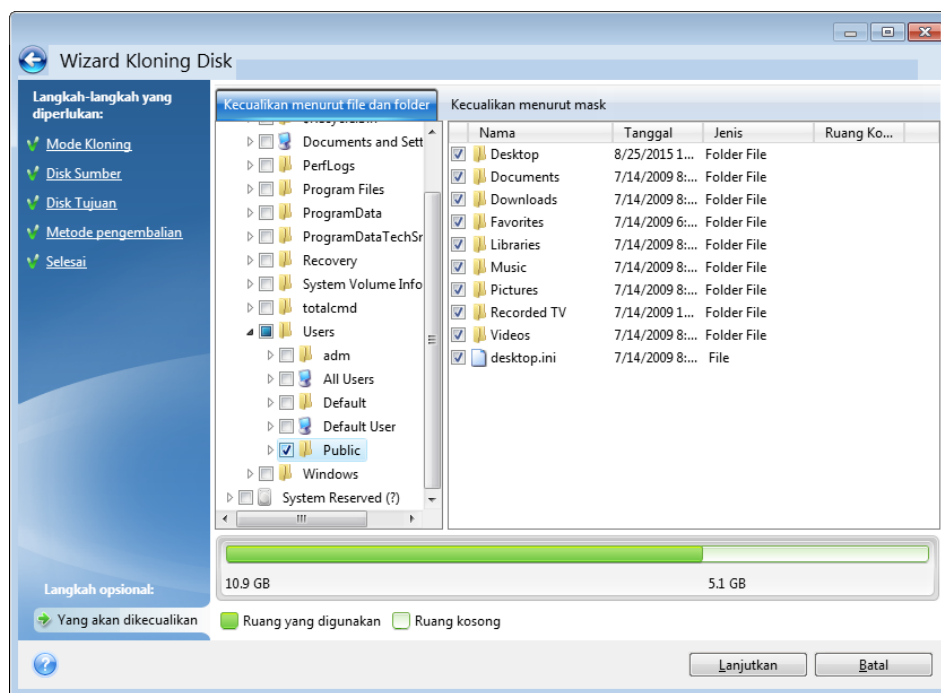 Wizard Kloning Disk
Langkah-langkah yang
diperlukan:
Mode Kloning
Disk Sumber
Disk Tujuan
Metode pengembalian
Selesai
Langkah opsional:
Yang akan dikecualikan
Kecualikan menurut file dan folder
Kecualikan menurut mask
Documents and Sett
PerfLogs
Program Files
ProgramData
ProgramDataTechSr
Recovery
System Volume Info
totalcmd
Users
adm
All Users
Default
Default User
Public
Windows
System Reserved (?)
Nama Tanggal Jenis Ruang Ko...
Desktop 8/25/2015 1... Folder File
Documents 7/14/2009 8:... Folder File
Downloads 7/14/2009 8:... Folder File
Favorites 7/14/2009 6:... Folder File
Libraries 7/14/2009 8:... Folder File
Music 7/14/2009 8:... Folder File
Pictures 7/14/2009 8:... Folder File
Recorded TV 7/14/2009 1... Folder File
Videos 7/14/2009 8:... Folder File
desktop.ini 7/14/2009 8:... File
10.9 GB 5.1 GB
Ruang yang digunakan Ruang kosong
Lanjutkan Batal